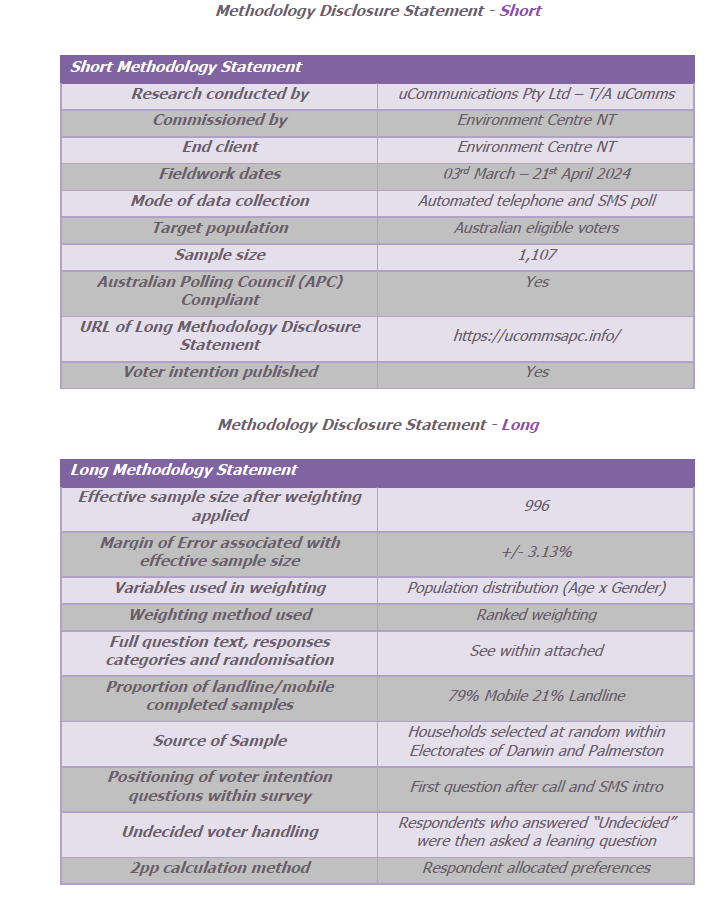 Methodology Disclosure Statement - Short
Short Methodology Statement
Research conducted by
uCommunications Pty Ltd – T/A uComms
Commissioned by
Environment Centre NT
End client
Environment Centre NT
Fieldwork dates
03rd March – 21st April 2024
Mode of data collection
Automated telephone and SMS poll
Target population
Australian eligible voters
Sample size
1,107
Australian Polling Council (APC)
Compliant
Yes
URL of Long Methodology Disclosure
Statement
https://ucommsapc.info/
Voter intention published
Yes
Methodology Disclosure Statement - Long
Long Methodology Statement
Effective sample size after weighting
applied
996
Margin of Error associated with
effective sample size
+/- 3.13%
Variables used in weighting
Population distribution (Age x Gender)
Weighting method used
Ranked weighting
Full question text, responses
categories and randomisation
See within attached
Proportion of landline/mobile
completed samples
79% Mobile 21% Landline
Source of Sample
Households selected at random within
Electorates of Darwin and Palmerston
Positioning of voter intention
questions within survey
First question after call and SMS intro
Undecided voter handling
Respondents who answered “Undecided”
were then asked a leaning question
2pp calculation method
Respondent allocated preferences